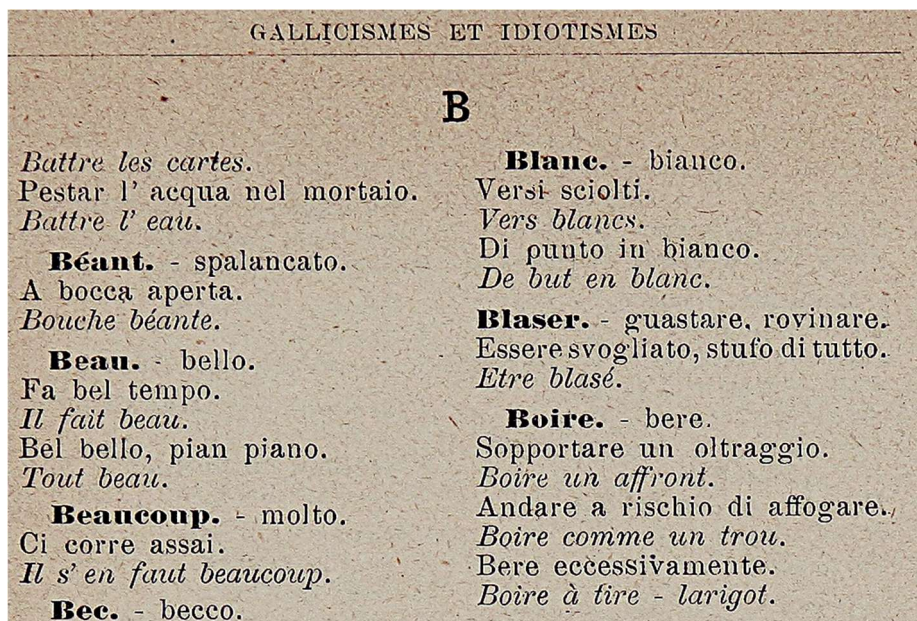 GALLICISMES ET IDIOTISMES
B
Battre les cartes.
Pestar l' acqua nel mortaio.
Battre l' eau.
Béant. - spalancato.
A bocca aperta.
Bouche béante.
Beau. - bello.
Fa bel tempo.
Il fait beau.
Bel bello, pian piano.
Tout beau.
Beaucoup. - molto.
Ci corre assai.
Il s' en faut beaucoup.
Bec. - becco.
Blanc. - bianco.
Versi sciolti.
Vers blancs.
Di punto in bianco.
De but en blanc.
Blaser. - guastare, rovinare.
Essere svogliato, stufo di tutto.
Etre blasé.
Boire. - bere.
Sopportare un oltraggio.
Boire un affront.
Andare a rischio di affogare.
Boire comme un trou.
Bere eccessivamente.
Boire à tire - larigot.